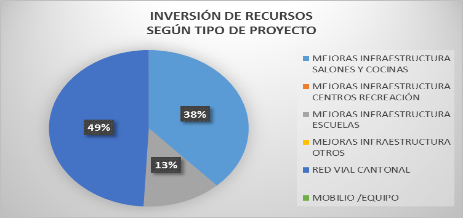 INVERSIÓN DE RECURSOS
SEGÚN TIPO DE PROYECTO
38%
49%
13%
MEJORAS INFRAESTRUCTURA
SALONES Y COCINAS
MEJORAS INFRAESTRUCTURA
CENTROS RECREACIÓN
MEJORAS INFRAESTRUCTURA
ESCUELAS
MEJORAS INFRAESTRUCTURA
OTROS
RED VIAL CANTONAL
MOBILIO /EQUIPO